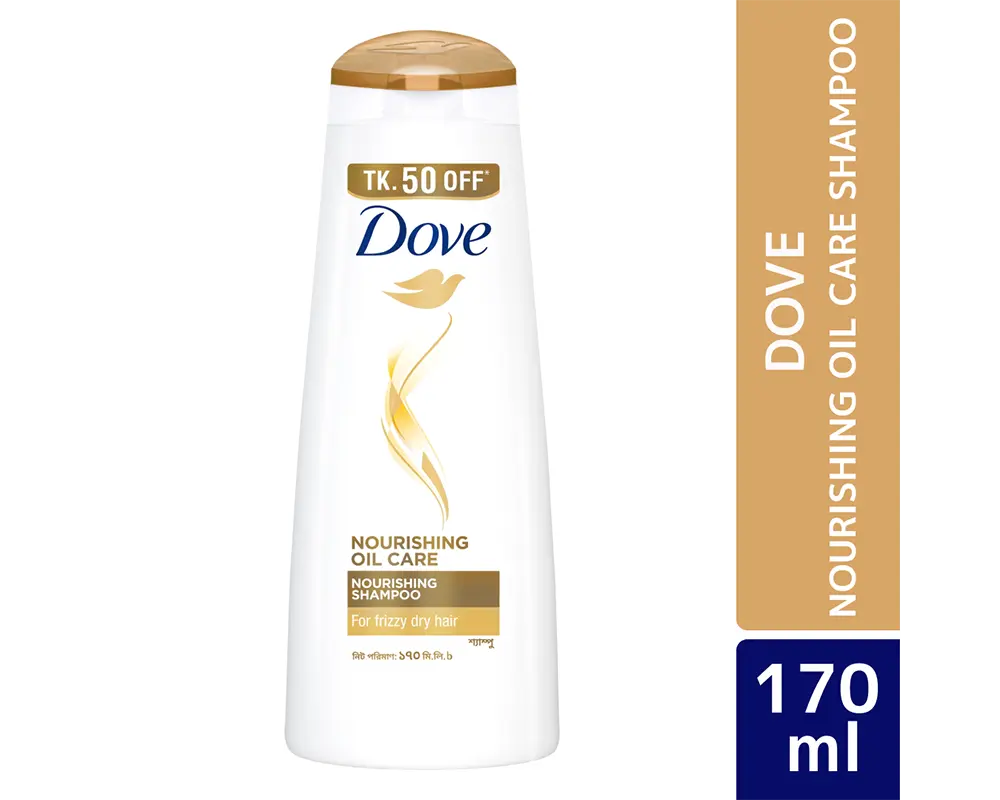 TK. 50 OFF*
Dove
NOURISHING
OIL CARE
NOURISHING
SHAMPOO
For frizzy dry hair
শ্যাম্পু
নিট পরিমাণ: ১৭০ মি.লি.৳
DOVE
NOURISHING OIL CARE SHAMPOO
170
ml